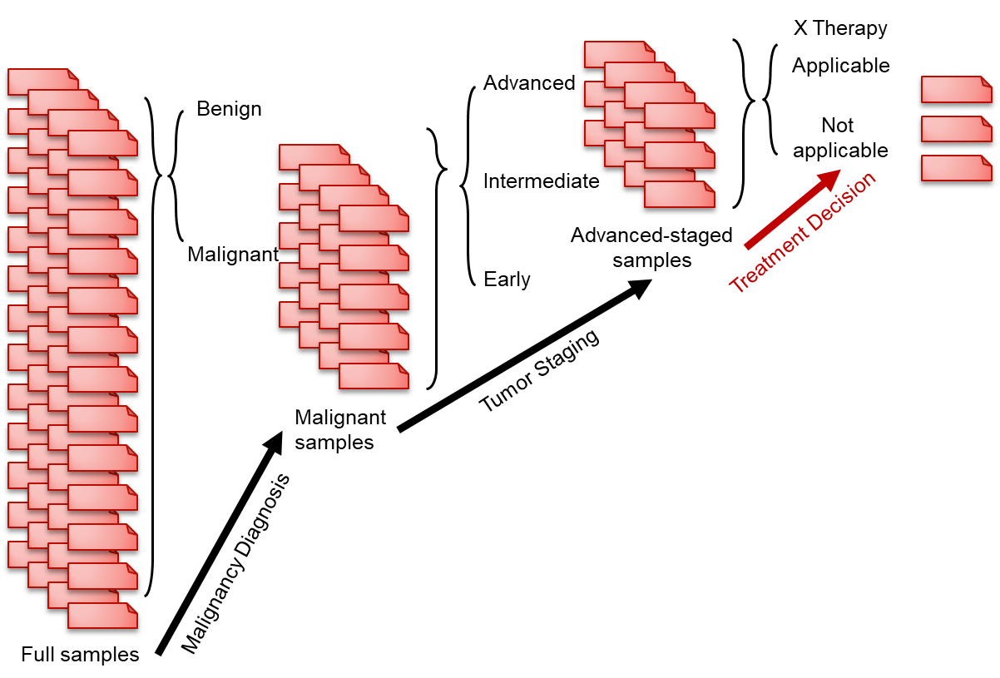 X Therapy
Applicable
Not
applicable
Treatment Decision
Advanced
Intermediate
Early
Advanced-staged
samples
Tumor Staging
Benign
Malignant
Malignant
samples
Malignancy Diagnosis
Full samples